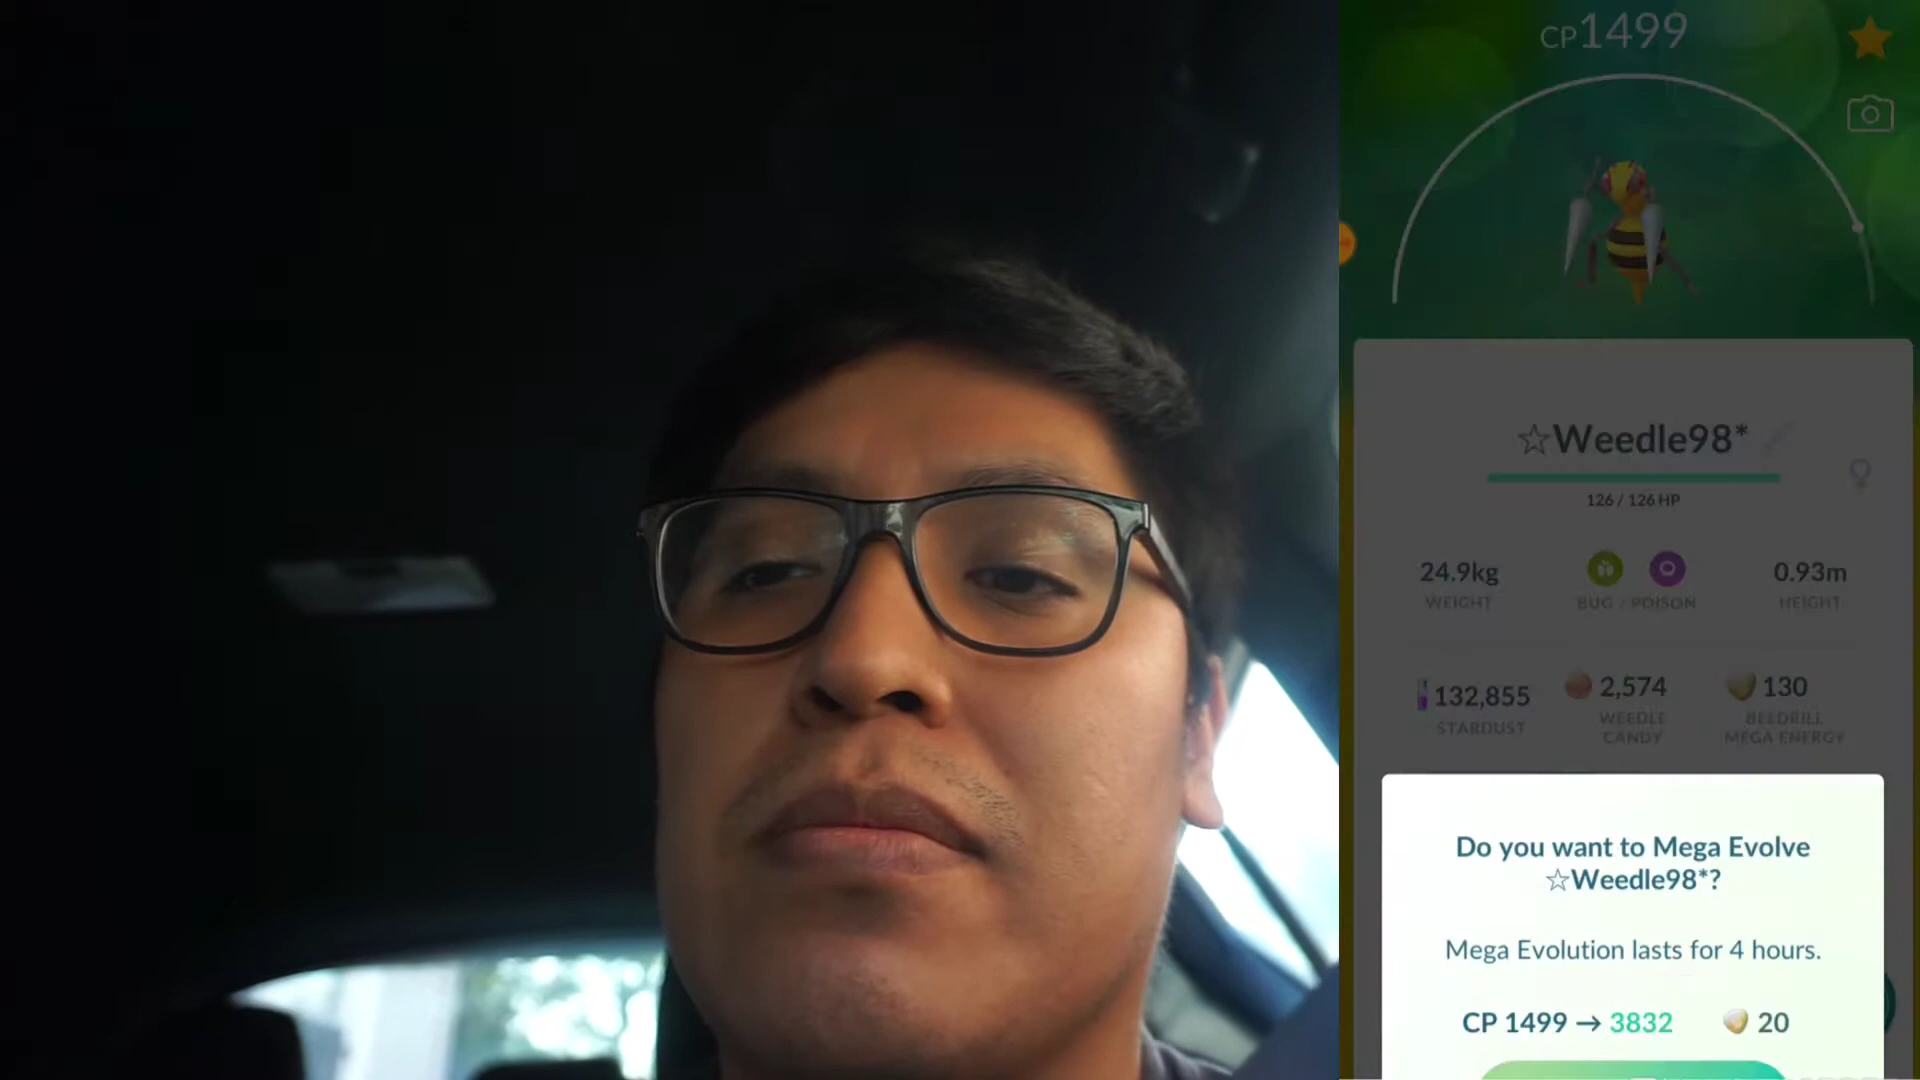 CP1499
☆Weedle98*
126 / 126 HP
24.9kg
WEIGHT
BUG / POISON
0.93m
HEIGHT
132,855
STARDUST
2,574
WEEDLE
CANDY
130
BEEDRILL
MEGA ENERGY
Do you want to Mega Evolve
☆Weedle98*?
Mega Evolution lasts for 4 hours.
CP 1499 → 3832
20